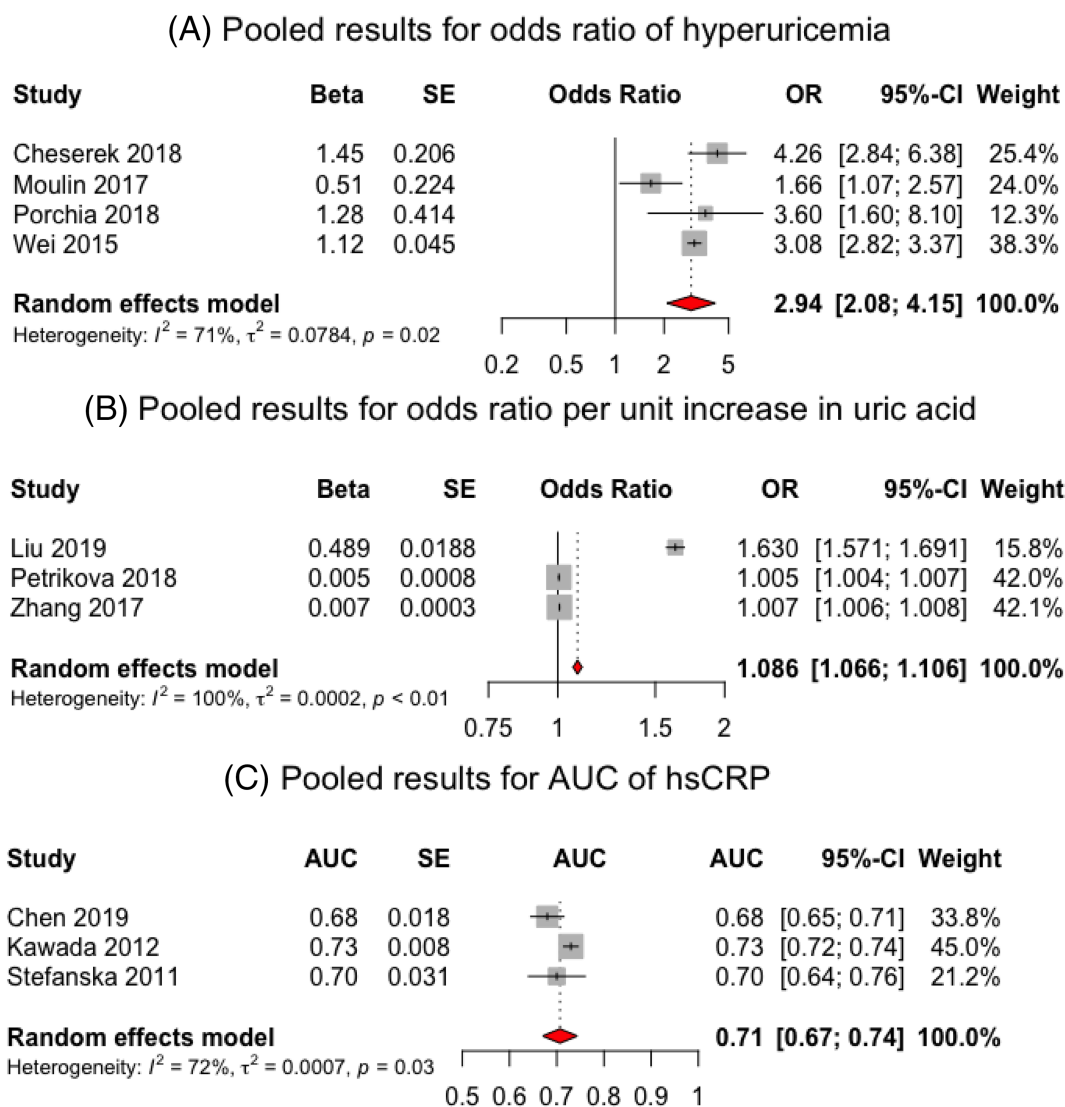 (A) Pooled results for odds ratio of hyperuricemia
Study Beta SE Odds Ratio OR 95%-CI Weight
Cheserek 2018 1.45 0.206 4.26 [2.84; 6.38] 25.4%
Moulin 2017 0.51 0.224 1.66 [1.07; 2.57] 24.0%
Porchia 2018 1.28 0.414 3.60 [1.60; 8.10] 12.3%
Wei 2015 1.12 0.045 3.08 [2.82; 3.37] 38.3%
Random effects model 2.94 [2.08; 4.15] 100.0%
Heterogeneity: I² = 71%, τ² = 0.0784, p = 0.02
0.2 0.5 1 2 5
(B) Pooled results for odds ratio per unit increase in uric acid
Study Beta SE Odds Ratio OR 95%-CI Weight
Liu 2019 0.489 0.0188 1.630 [1.571; 1.691] 15.8%
Petrikova 2018 0.005 0.0008 1.005 [1.004; 1.007] 42.0%
Zhang 2017 0.007 0.0003 1.007 [1.006; 1.008] 42.1%
Random effects model 1.086 [1.066; 1.106] 100.0%
Heterogeneity: I² = 100%, τ² = 0.0002, p < 0.01
0.75 1 1.5 2
(C) Pooled results for AUC of hsCRP
Study AUC SE AUC AUC 95%-CI Weight
Chen 2019 0.68 0.018 0.68 [0.65; 0.71] 33.8%
Kawada 2012 0.73 0.008 0.73 [0.72; 0.74] 45.0%
Stefanska 2011 0.70 0.031 0.70 [0.64; 0.76] 21.2%
Random effects model 0.71 [0.67; 0.74] 100.0%
Heterogeneity: I² = 72%, τ² = 0.0007, p = 0.03
0.5 0.6 0.7 0.8 0.9 1